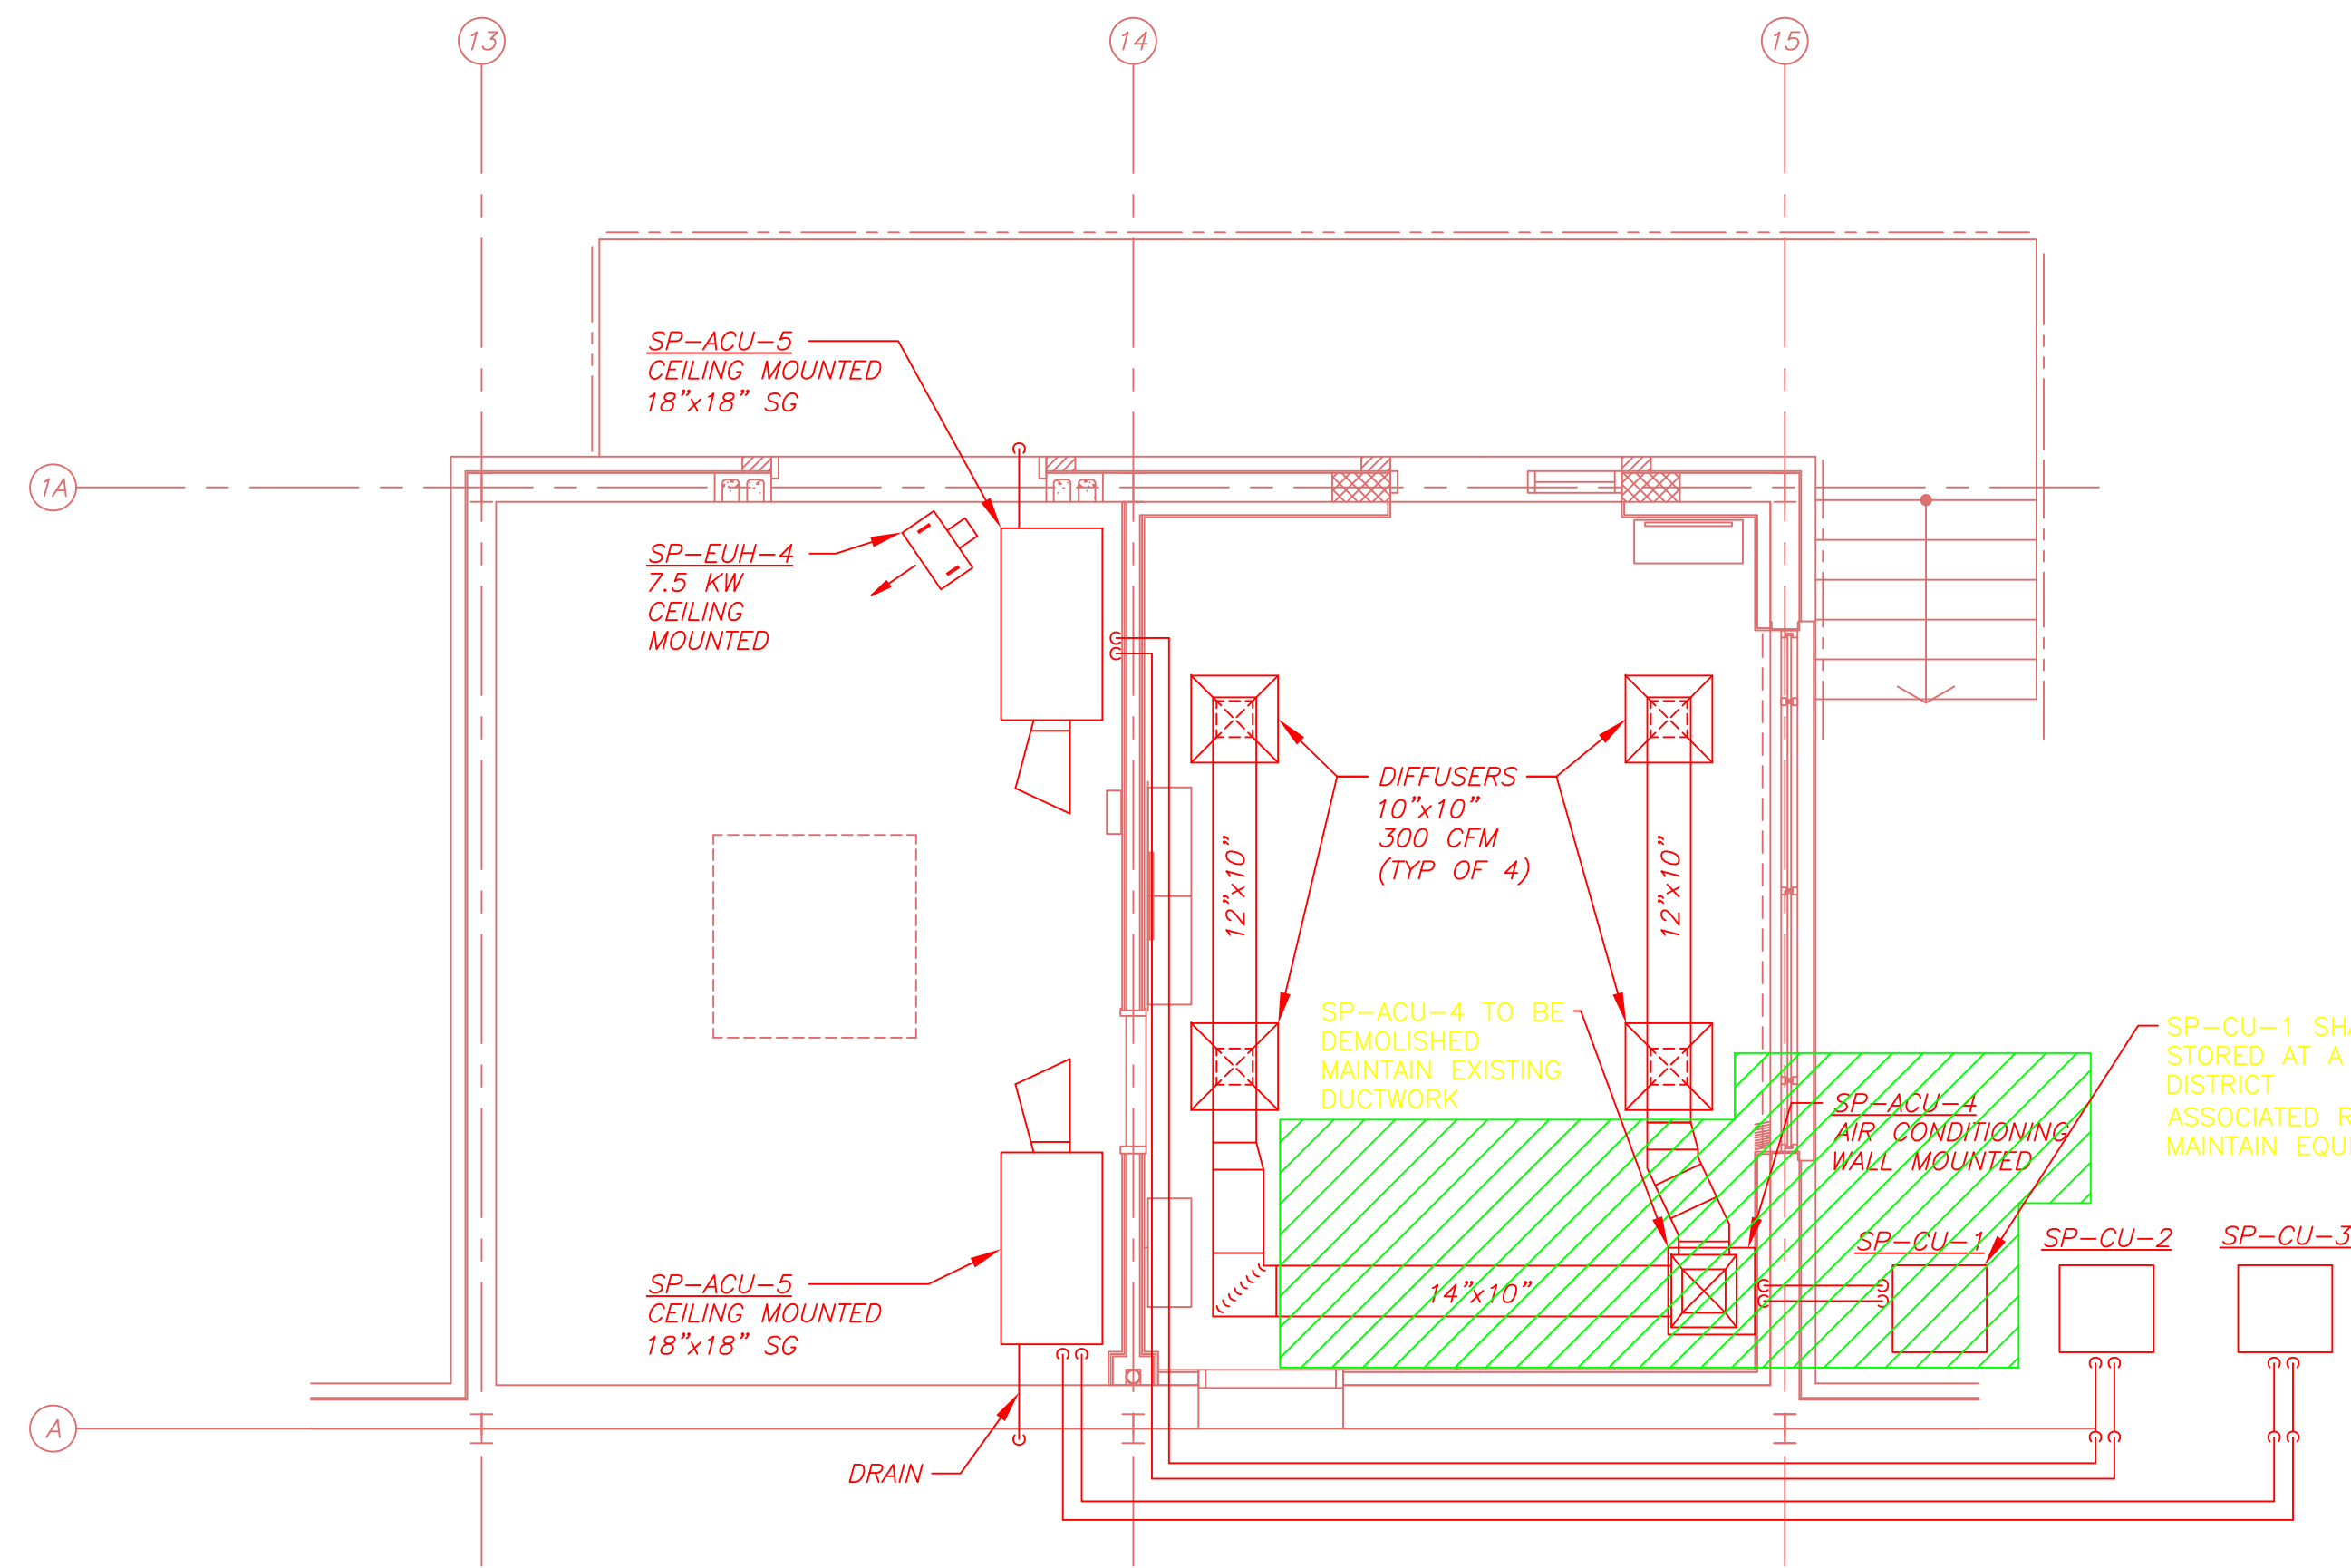 13
14
15
1A
SP-ACU-5
CEILING MOUNTED
18"x18" SG
SP-EUH-4
7.5 KW
CEILING
MOUNTED
DIFFUSERS
10"x10"
300 CFM
(TYP OF 4)
12"x10"
12"x10"
SP-ACU-4 TO BE
DEMOLISHED
MAINTAIN EXISTING
DUCTWORK
SP-CU-1
STORED AT A
DISTRICT
ASSOCIATED
MAINTAIN
SP-ACU-4
AIR CONDITIONING
WALL MOUNTED
SP-CU-1
SP-CU-2
SP-CU-3
SP-ACU-5
CEILING MOUNTED
18"x18" SG
14"x10"
A
DRAIN